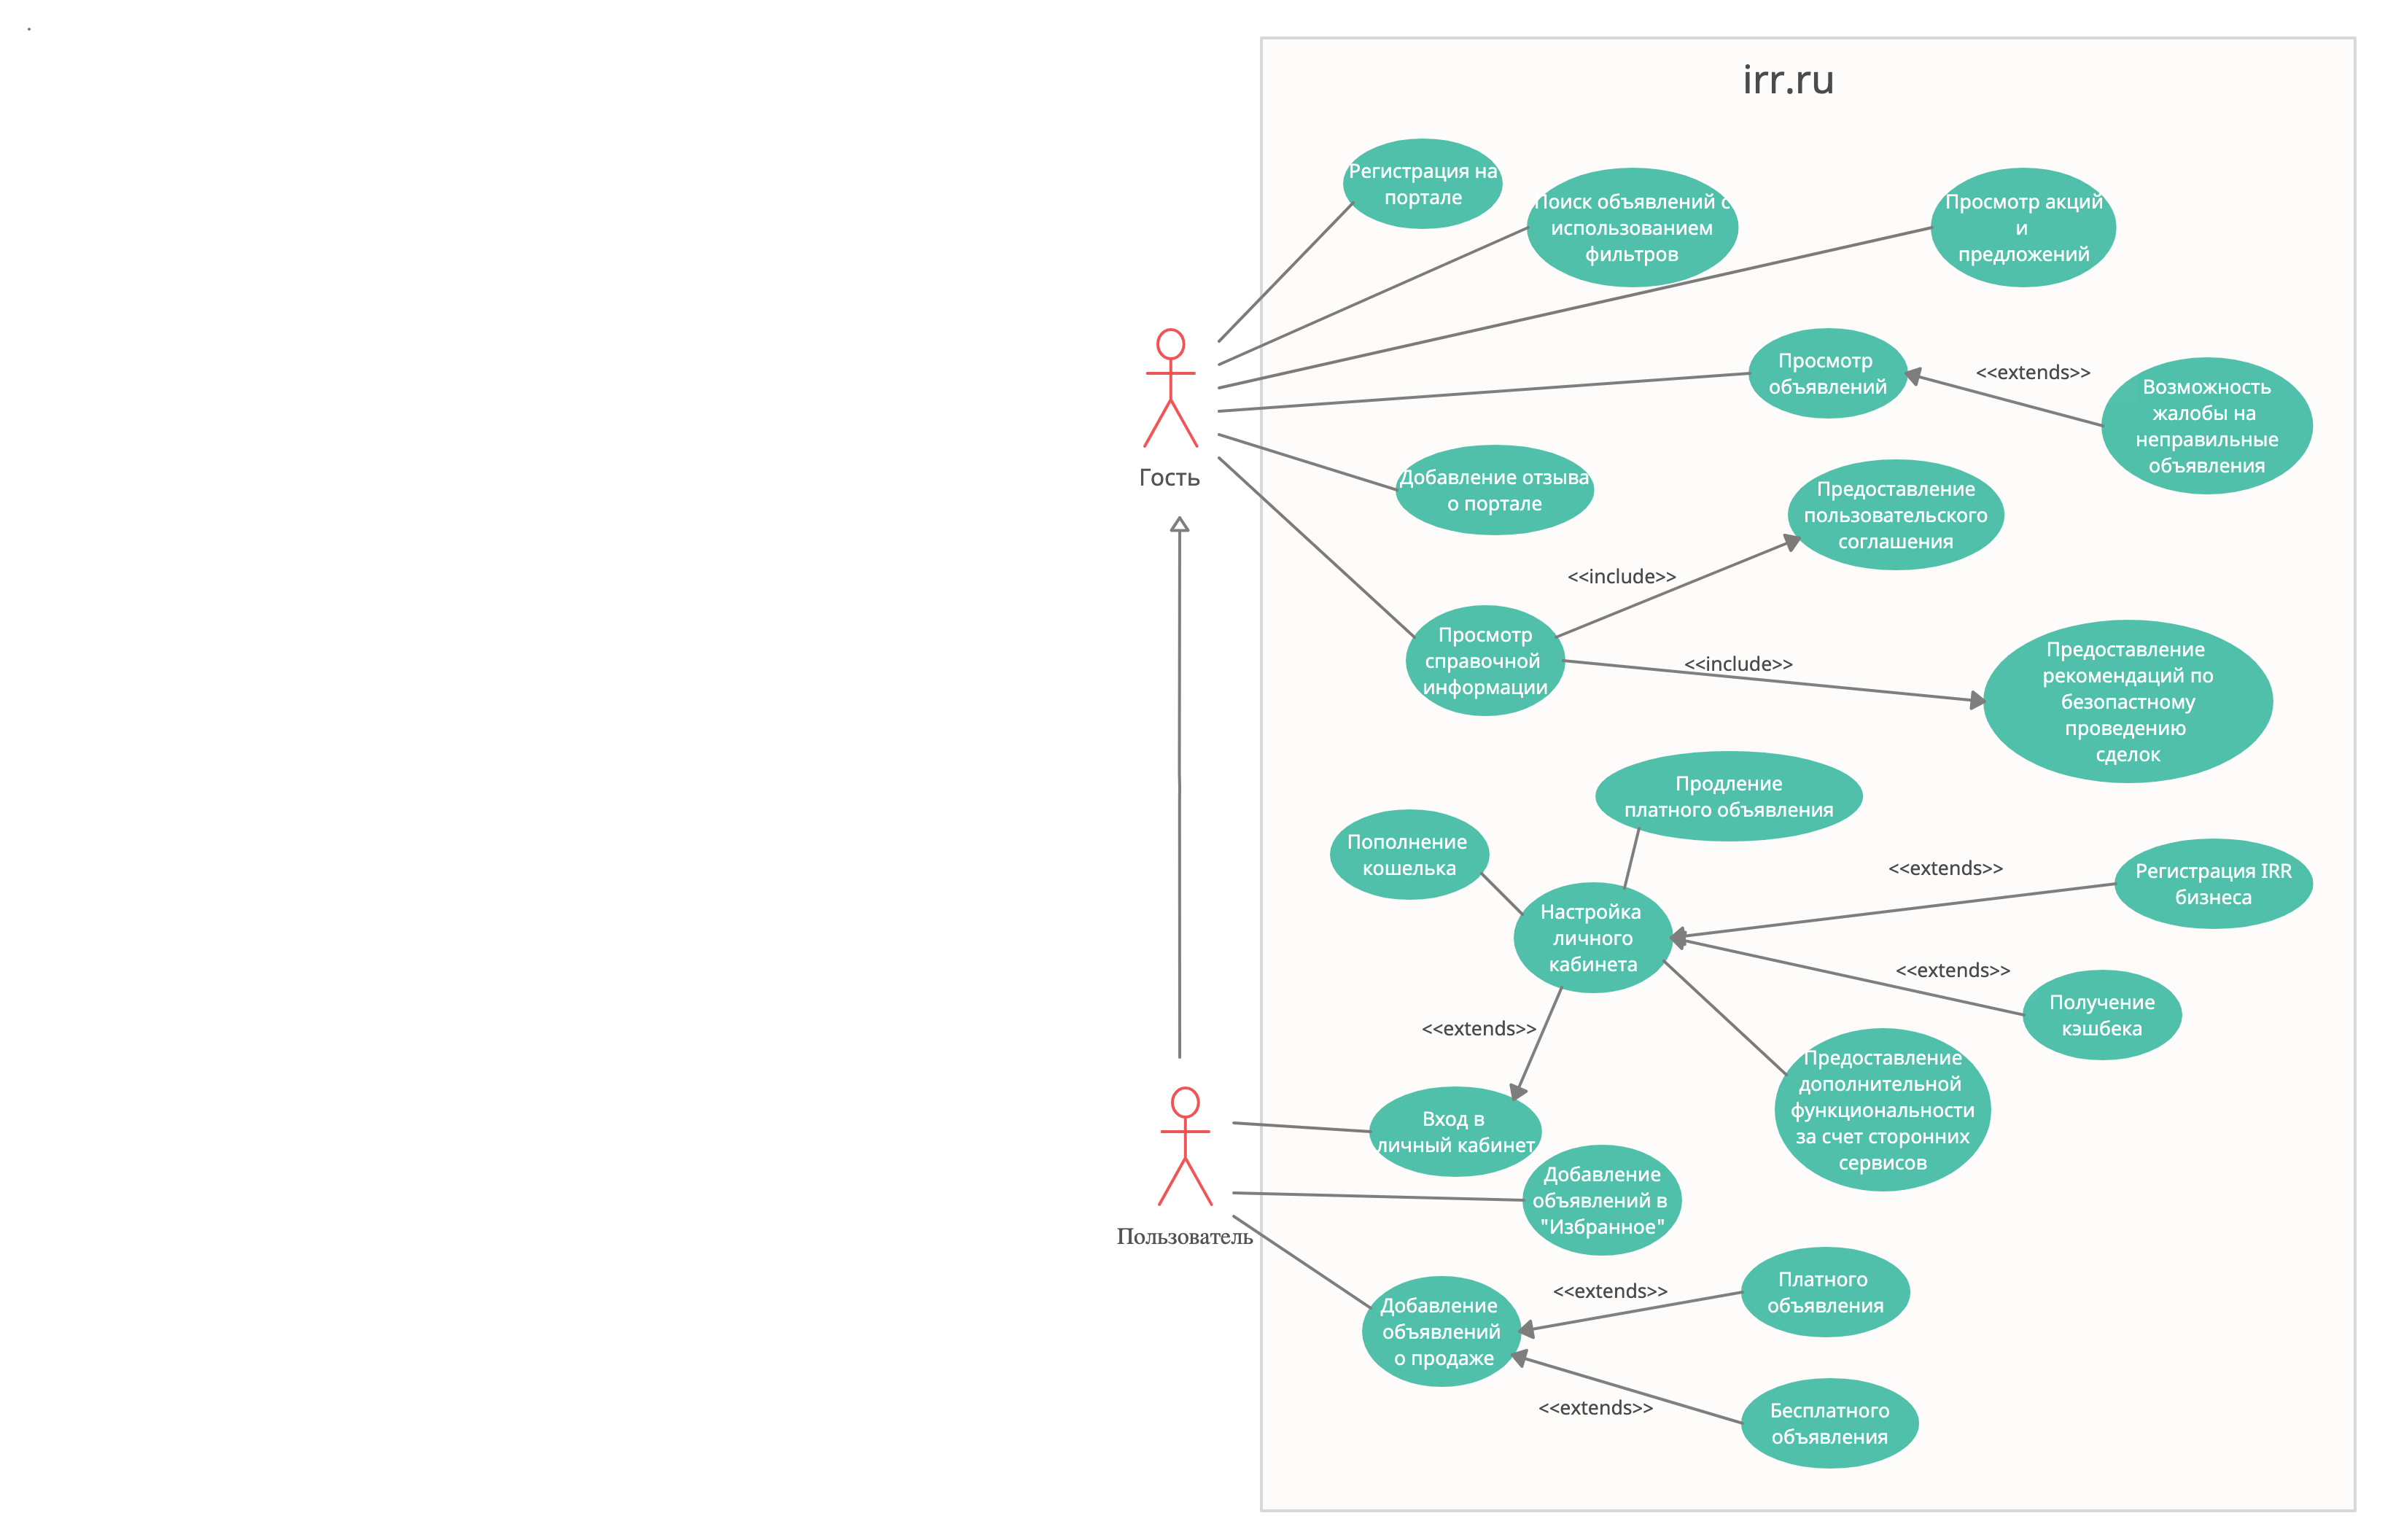 .
irr.ru
Регистрация на
портале
Поиск объявлений с
использованием
фильтров
Просмотр акций
и
предложений
Просмотр
объявлений
<<extends>>
Возможность
жалобы на
неправильные
объявления
Гость
Добавление отзыва
о портале
Предоставление
пользовательского
соглашения
<<include>>
Просмотр
справочной
информации
<<include>>
Предоставление
рекомендаций по
безопастному
проведению
сделок
Продление
платного объявления
Пополнение
кошелька
<<extends>>
Регистрация IRR
бизнеса
Настройка
личного
кабинета
<<extends>>
Получение
кэшбека
<<extends>>
Предоставление
дополнительной
функциональности
за счет сторонних
сервисов
Вход в
личный кабинет
Добавление
объявлений в
"Избранное"
Пользователь
Платного
объявления
<<extends>>
Добавление
объявлений
о продаже
<<extends>>
Бесплатного
объявления